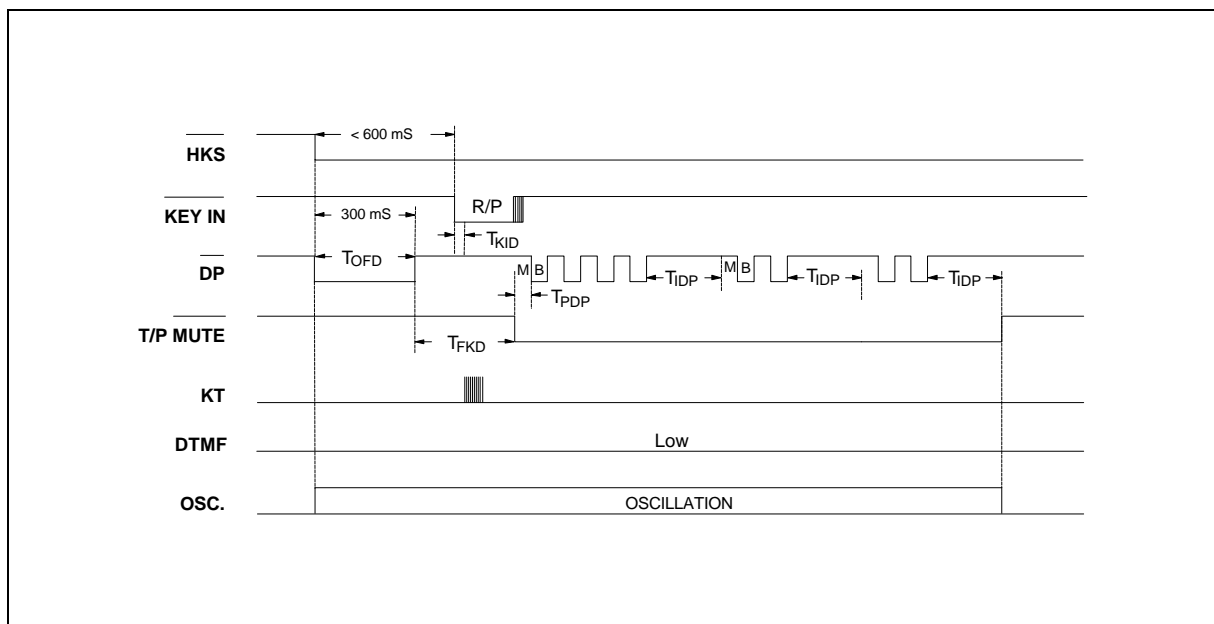 < 600 mS
HKS
KEY IN
R/P
300 mS
TKID
TOFD
DP
M B
TIDP
M B
TIDP
TIDP
TPDP
T/P MUTE
TFKD
KT
DTMF
Low
OSC.
OSCILLATION